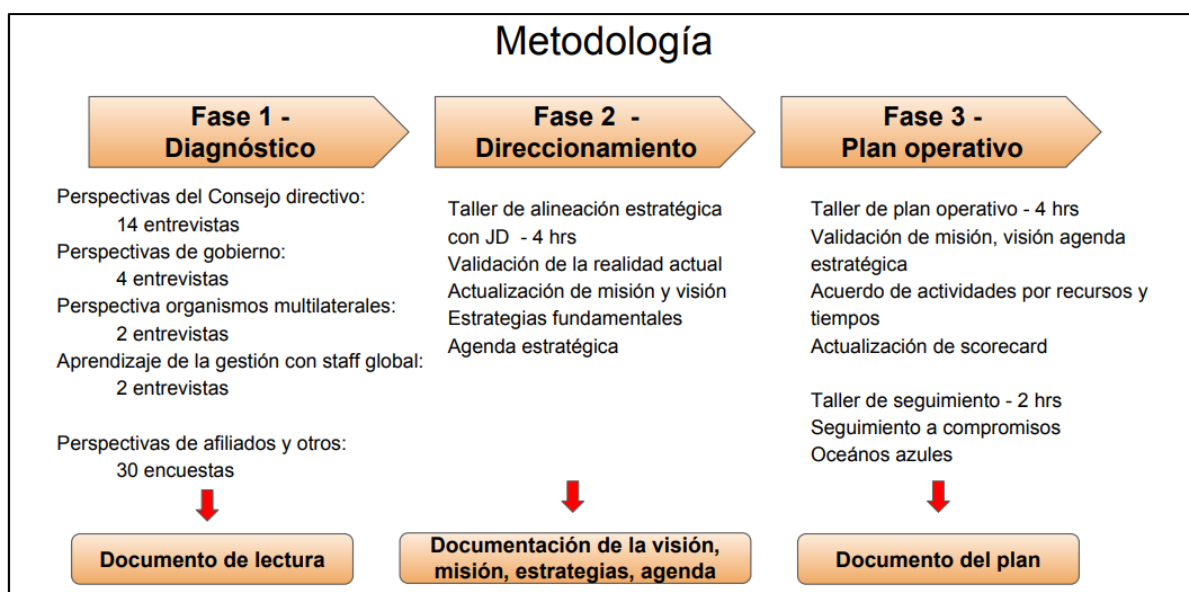 Metodología
Fase 1 -
Diagnóstico
Perspectivas del Consejo directivo:
14 entrevistas
Perspectivas de gobierno:
4 entrevistas
Perspectiva organismos multilaterales:
2 entrevistas
Aprendizaje de la gestión con staff global:
2 entrevistas
Perspectivas de afiliados y otros:
30 encuestas
Documento de lectura
Fase 2 -
Direccionamiento
Taller de alineación estratégica
con JD - 4 hrs
Validación de la realidad actual
Actualización de misión y visión
Estrategias fundamentales
Agenda estratégica
Documentación de la visión,
misión, estrategias, agenda
Fase 3 -
Plan operativo
Taller de plan operativo - 4 hrs
Validación de misión, visión agenda
estratégica
Acuerdo de actividades por recursos y
tiempos
Actualización de scorecard
Taller de seguimiento - 2 hrs
Seguimiento a compromisos
Oceános azules
Documento del plan